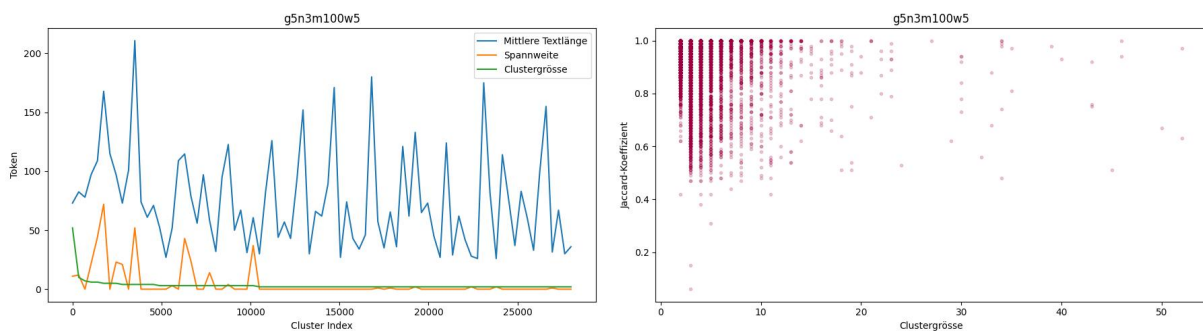 g5n3m100w5
Token
200
150
100
50
0
Mittlere Textlänge
Spannweite
Clustergrösse
0 5000 10000 15000 20000 25000
Cluster Index
g5n3m100w5
Jaccard-Koeffizient
1.0
0.8
0.6
0.4
0.2
0 10 20 30 40 50
Clustergrösse